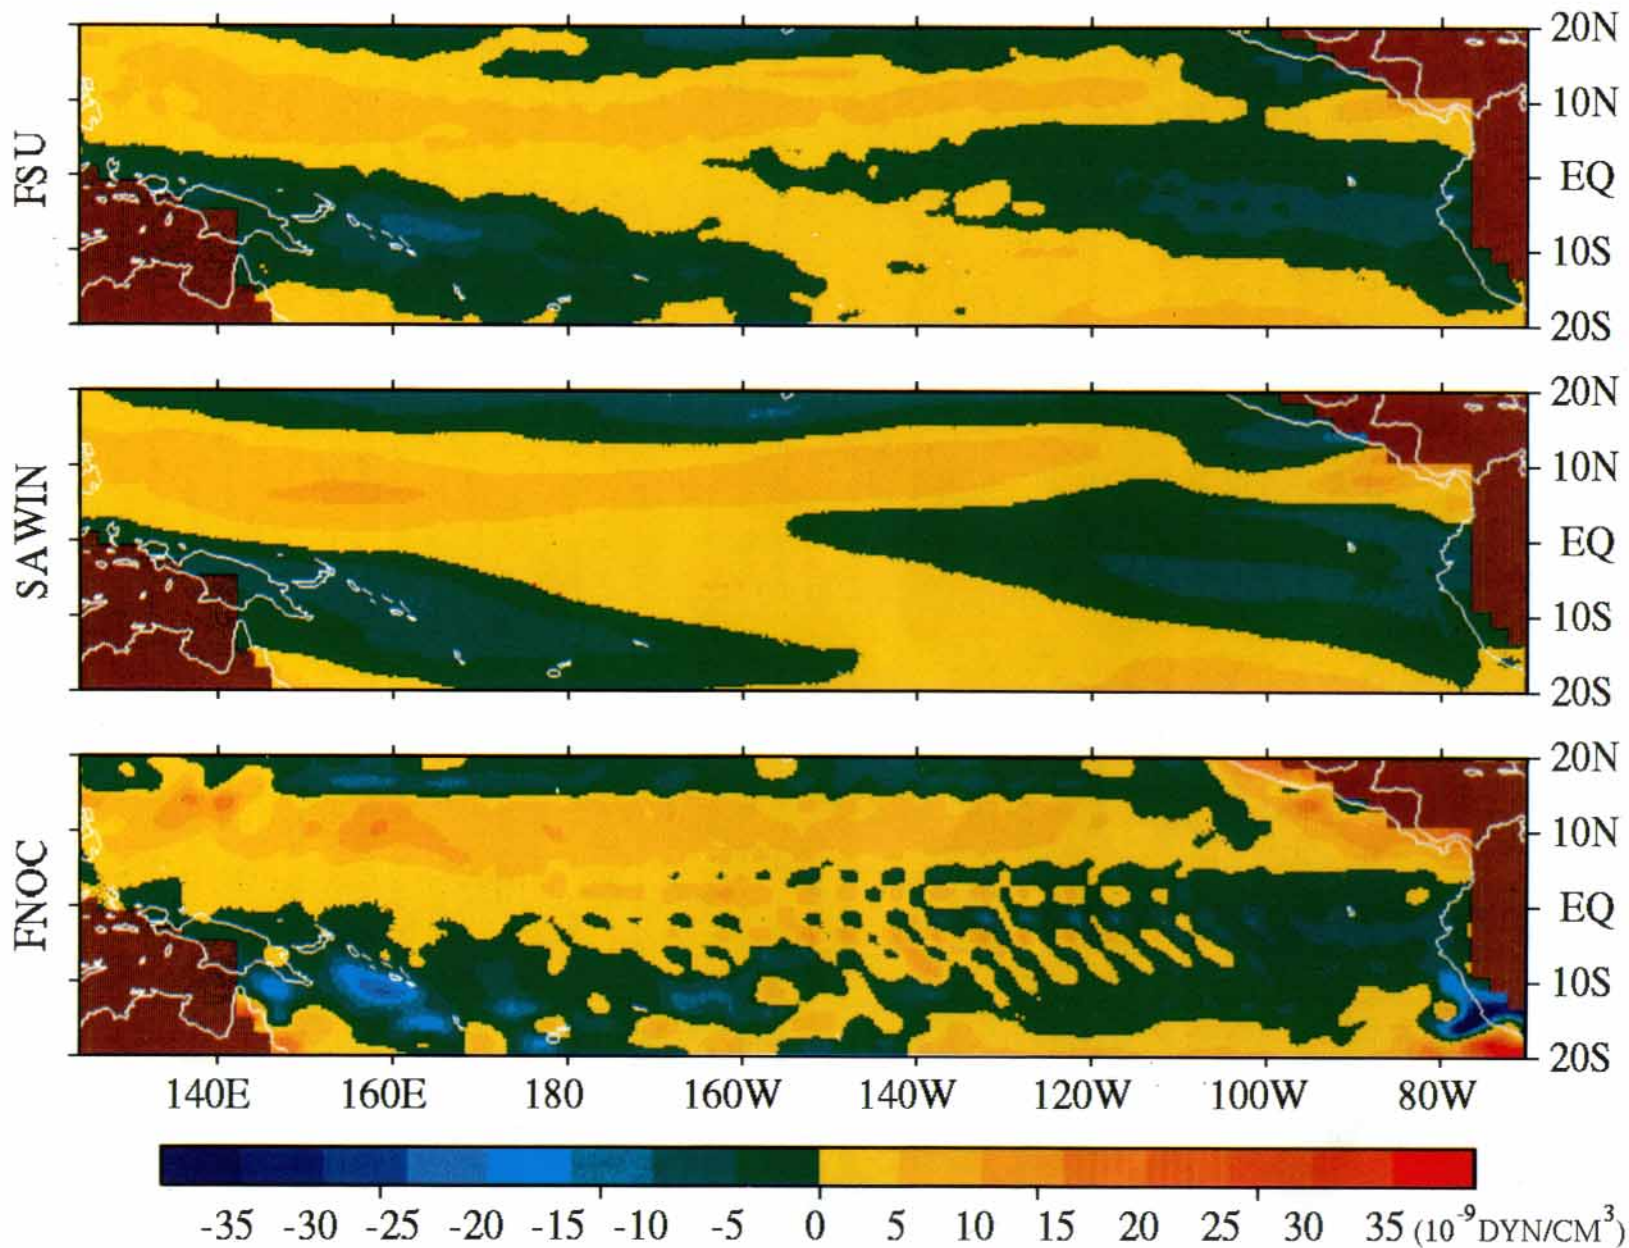 FSU
20N
10N
EQ
10S
20S
SAWIN
20N
10N
EQ
10S
20S
FNOC
20N
10N
EQ
10S
20S
140E 160E 180 160W 140W 120W 100W 80W
-35 -30 -25 -20 -15 -10 -5 0 5 10 15 20 25 30 35 (10⁻⁹DYN/CM³)